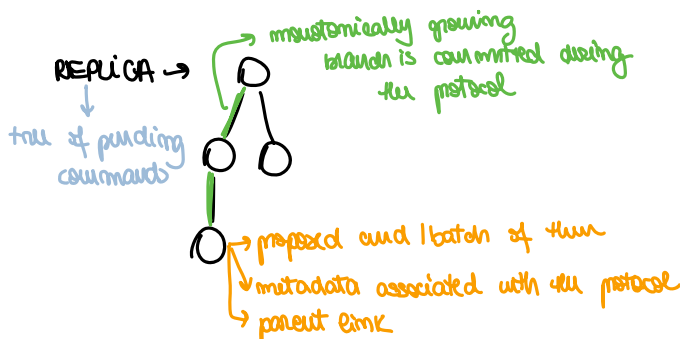 monotonically growing
branch is committed during
the protocol
REPLICA →
tree of pending
commands
proposed cmd / batch of them
metadata associated with the protocol
parent link